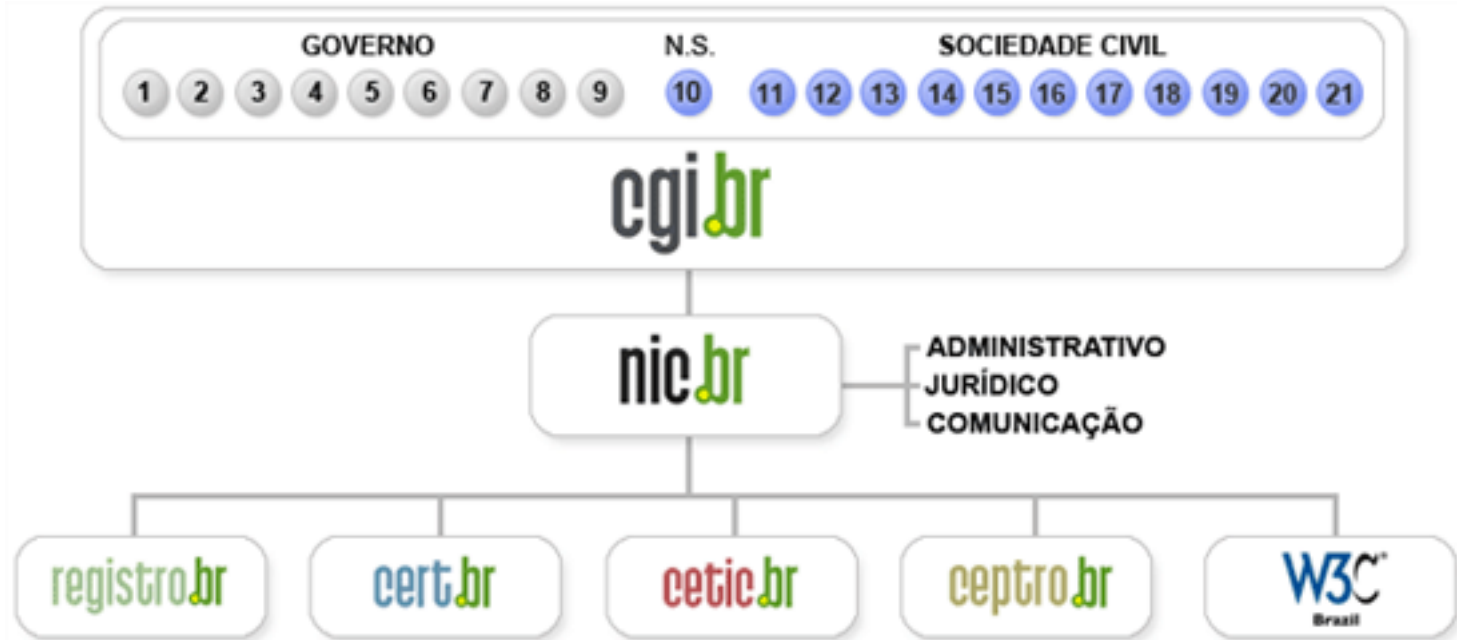 GOVERNO N.S. SOCIEDADE CIVIL
1 2 3 4 5 6 7 8 9 10 11 12 13 14 15 16 17 18 19 20 21
cgi.br
nic.br
ADMINISTRATIVO
JURÍDICO
COMUNICAÇÃO
registro.br cert.br cetic.br ceptro.br W3C
Brazil